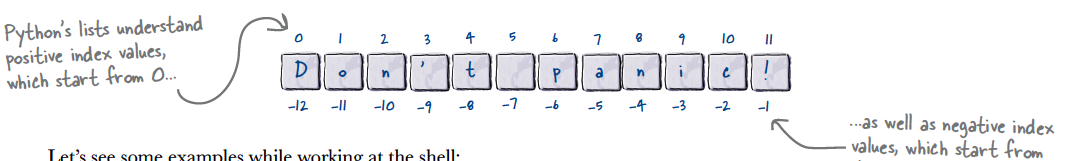 Python's lists understand
positive index values,
which start from 0...
0 1 2 3 4 5 6 7 8 9 10 11
D o n ' t p a n i c !
-12 -11 -10 -9 -8 -7 -6 -5 -4 -3 -2 -1
...as well as negative index
values, which start from
Let's see some examples while working at the shell: